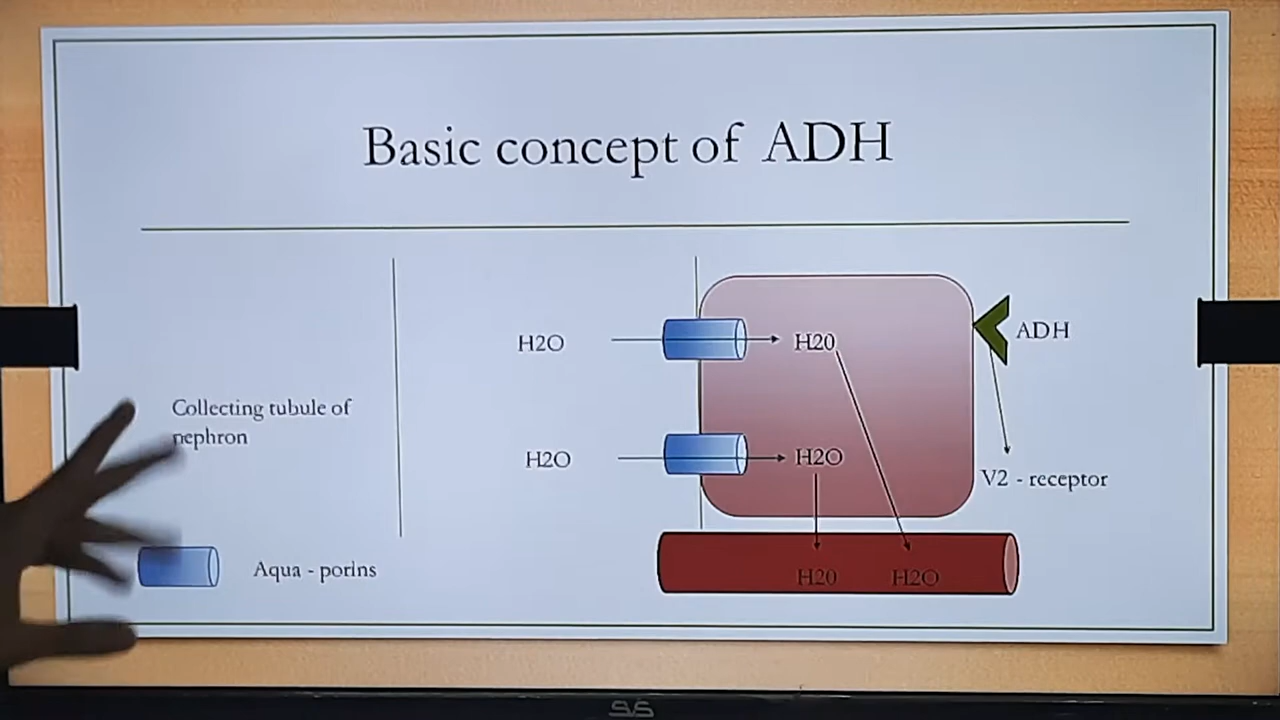 Basic concept of ADH
H2O
H20
ADH
Collecting tubule of
nephron
H2O
H2O
V2 - receptor
Aqua - porins
H20
H2O
SVS